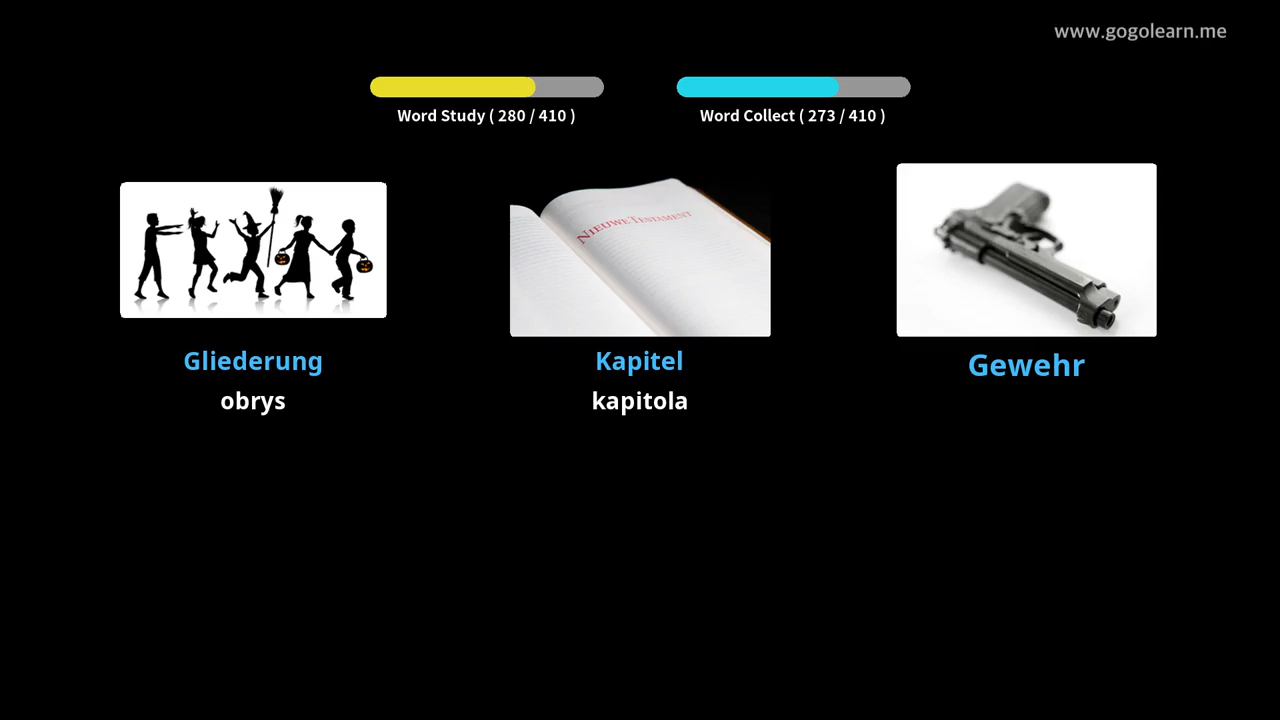 www.gogolearn.me
Word Study ( 280 / 410 )
Word Collect ( 273 / 410 )
NIEUWE TESTAMENT
Gliederung
obrys
Kapitel
kapitola
Gewehr